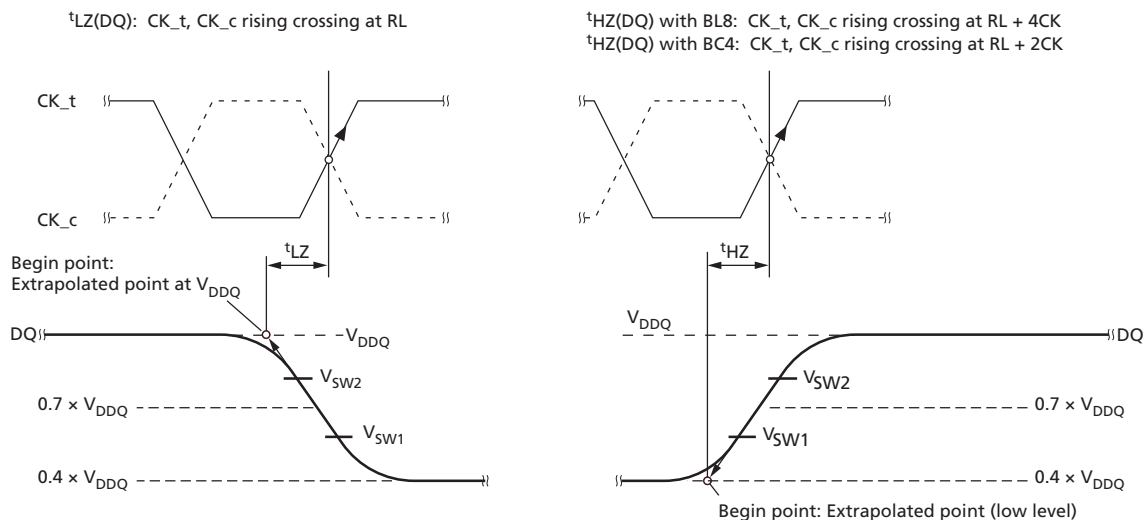 tLZ(DQ): CK_t, CK_c rising crossing at RL
tHZ(DQ) with BL8: CK_t, CK_c rising crossing at RL + 4CK
tHZ(DQ) with BC4: CK_t, CK_c rising crossing at RL + 2CK
CK_t
CK_c
tLZ
tHZ
Begin point:
Extrapolated point at VDDQ
DQ
VDDQ
VSW2
0.7 × VDDQ
VSW1
0.4 × VDDQ
VDDQ
DQ
VSW2
0.7 × VDDQ
VSW1
0.4 × VDDQ
Begin point: Extrapolated point (low level)